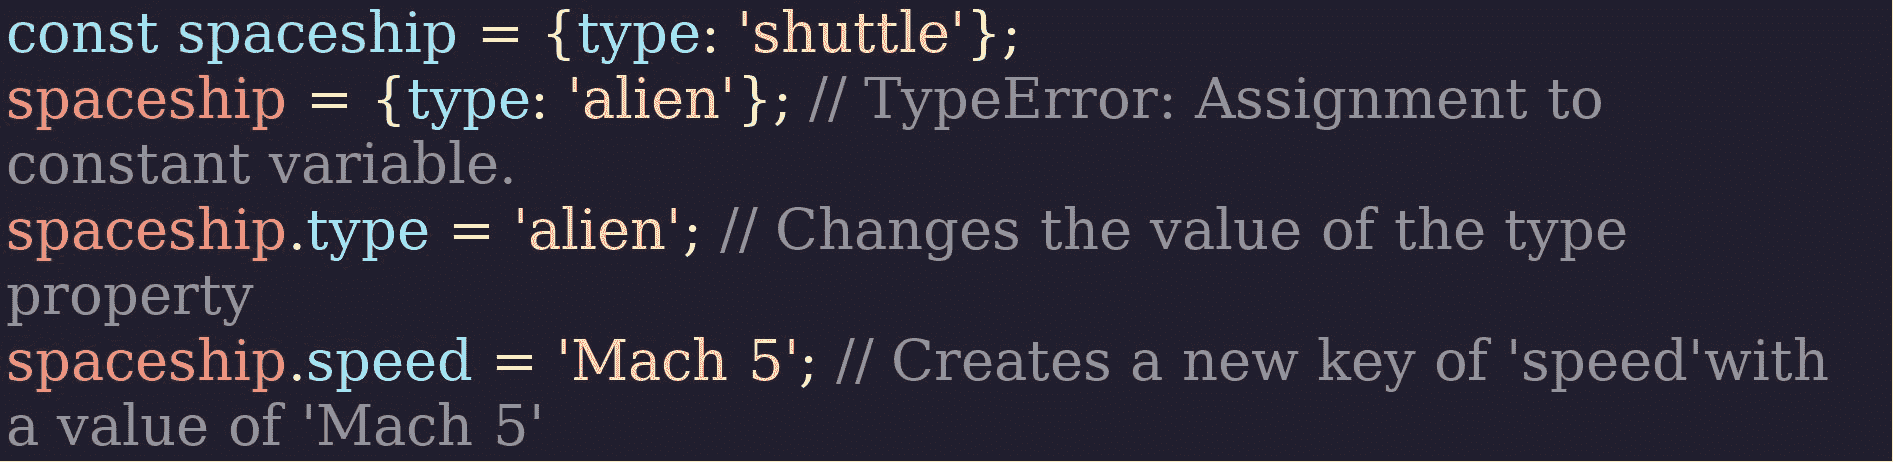 const spaceship = {type: 'shuttle'};
spaceship = {type: 'alien'}; // TypeError: Assignment to
constant variable.
spaceship.type = 'alien'; // Changes the value of the type
property
spaceship.speed = 'Mach 5'; // Creates a new key of 'speed'with
a value of 'Mach 5'